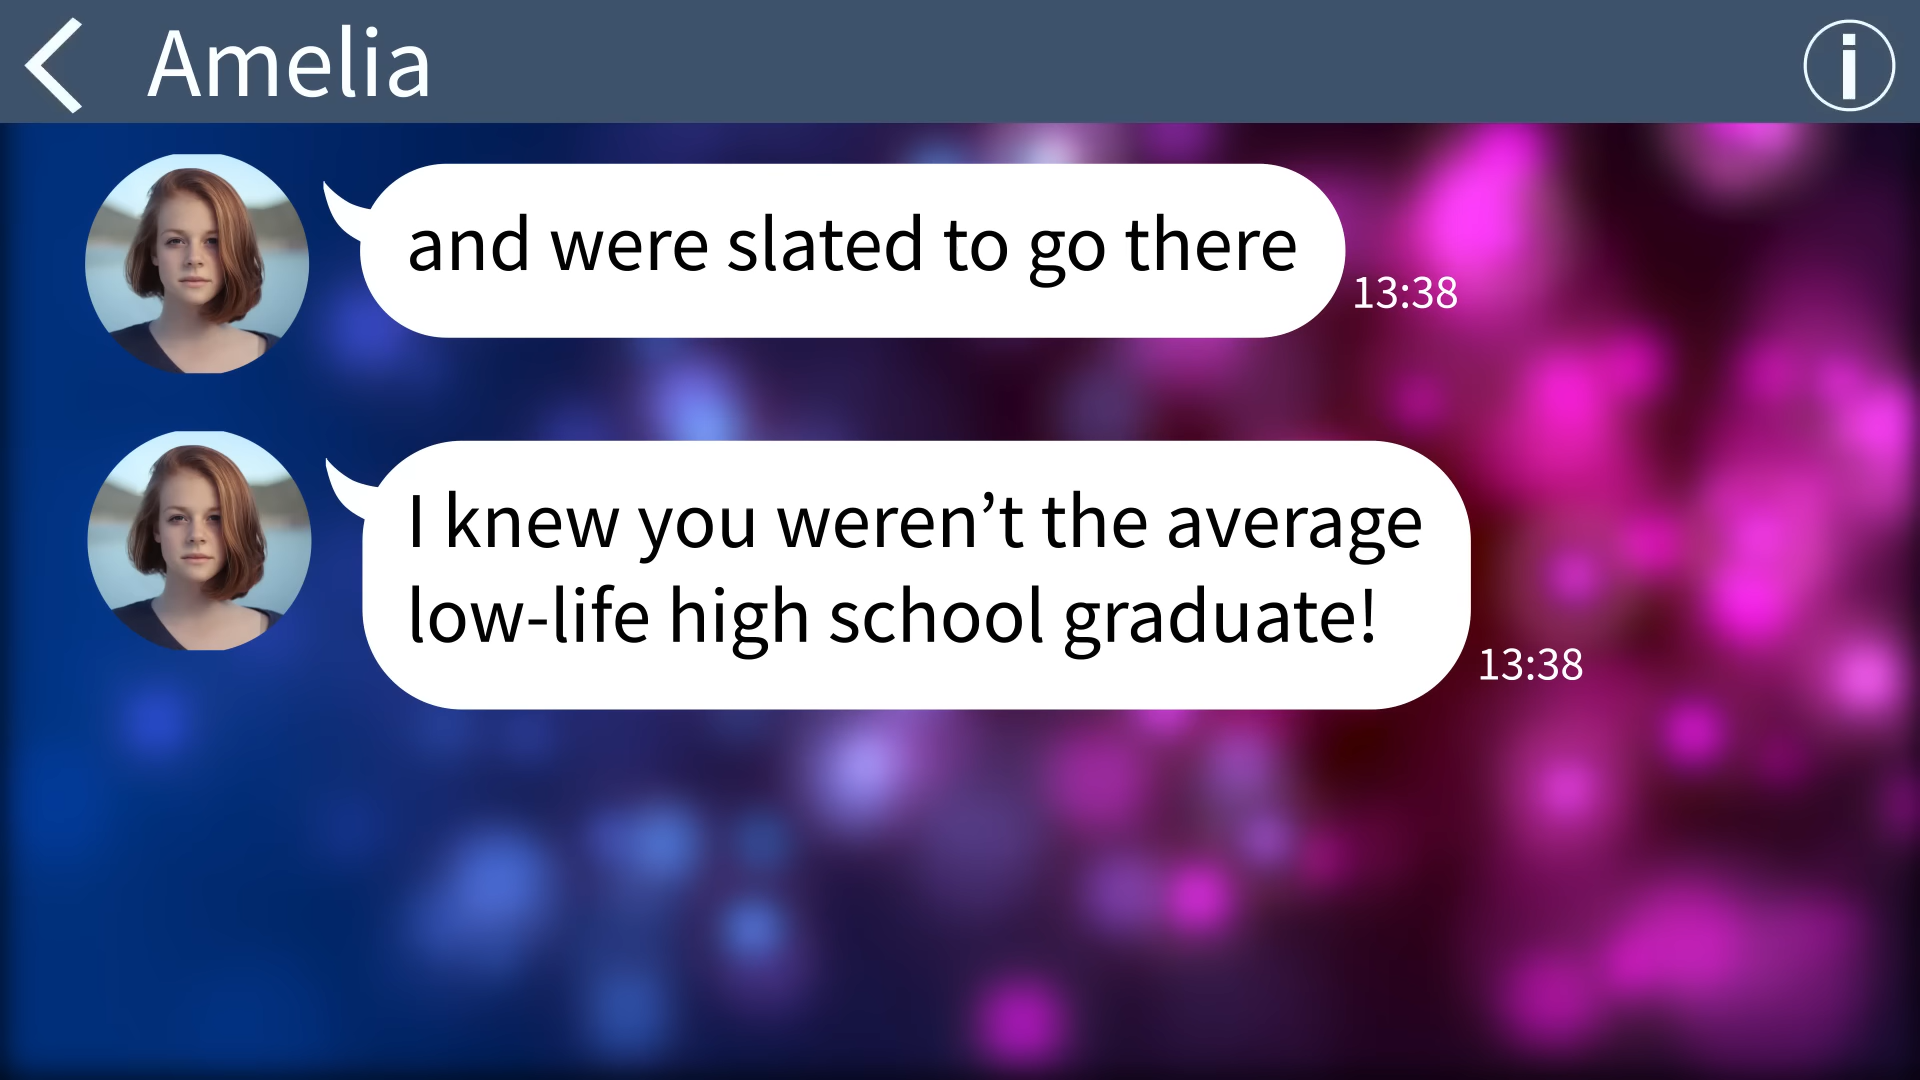 Amelia
and were slated to go there
13:38
I knew you weren’t the average
low-life high school graduate!
13:38